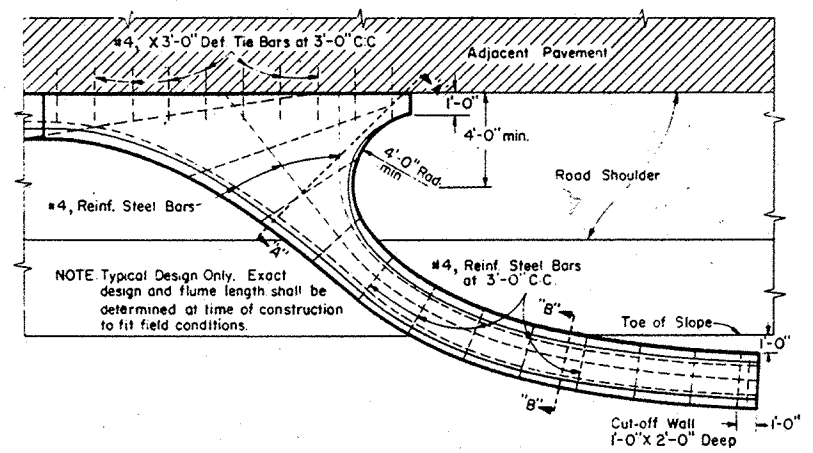 #4, X 3'-0" Def. Tie Bars at 3'-0" C.C.
Adjacent Pavement
1'-0"
4'-0" min.
4'-0" Rad.
min
Road Shoulder
#4, Reinf. Steel Bars
"A"
#4, Reinf. Steel Bars
at 3'-0" C.C.
NOTE: Typical Design Only. Exact
design and flume length shall be
determined at time of construction
to fit field conditions.
"B"
Toe of Slope
1'-0"
"B"
Cut-off Wall
1'-0" X 2'-0" Deep
1'-0"